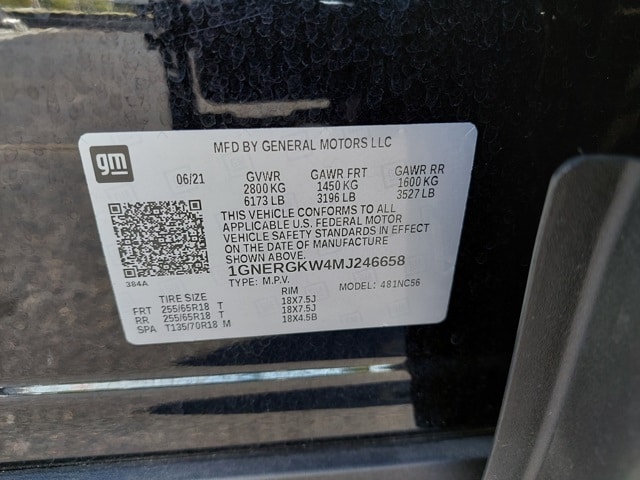 gm
MFD BY GENERAL MOTORS LLC
06/21 GVWR GAWR FRT GAWR RR
2800 KG 1450 KG 1600 KG
6173 LB 3196 LB 3527 LB
THIS VEHICLE CONFORMS TO ALL
APPLICABLE U.S. FEDERAL MOTOR
VEHICLE SAFETY STANDARDS IN EFFECT
ON THE DATE OF MANUFACTURE
SHOWN ABOVE.
1GNERGKW4MJ246658
384A TYPE: M.P.V. MODEL: 481NC56
TIRE SIZE RIM
FRT 255/65R18 T 18X7.5J
RR 255/65R18 T 18X7.5J
SPA T135/70R18 M 18X4.5B